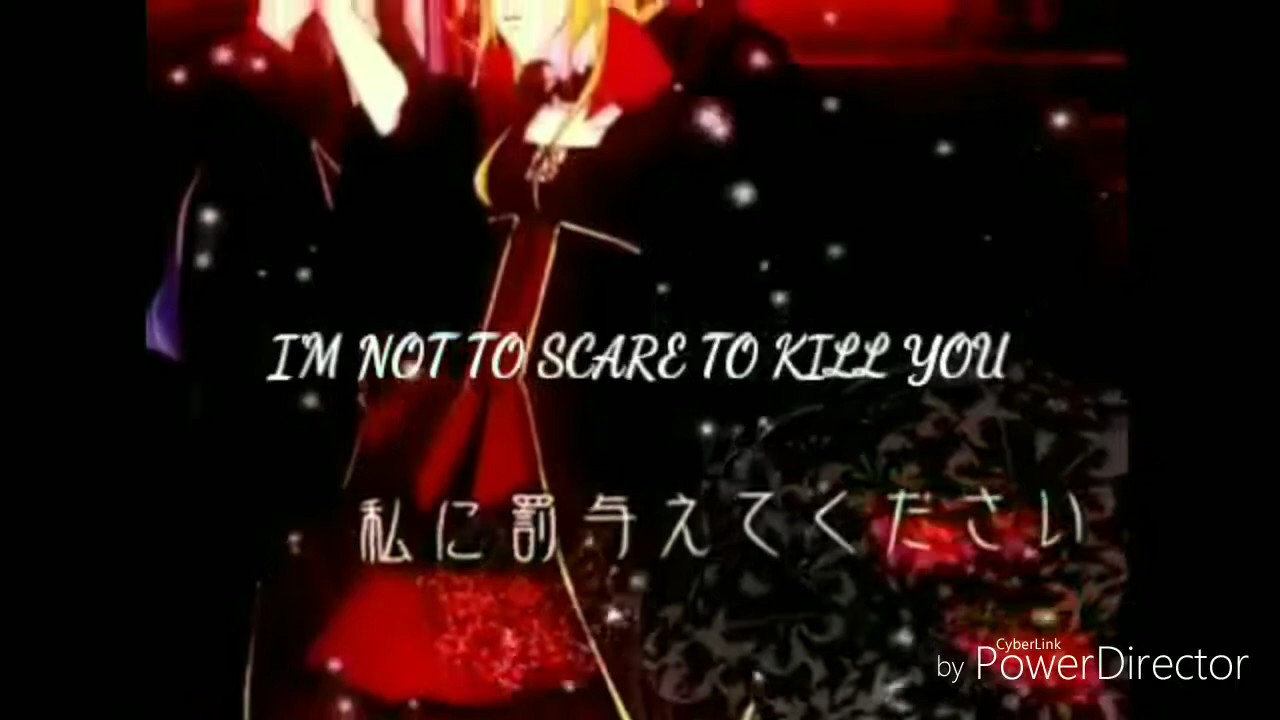 I'M NOT TO SCARE TO KILL YOU
私に罰与えてください
CyberLink
by PowerDirector